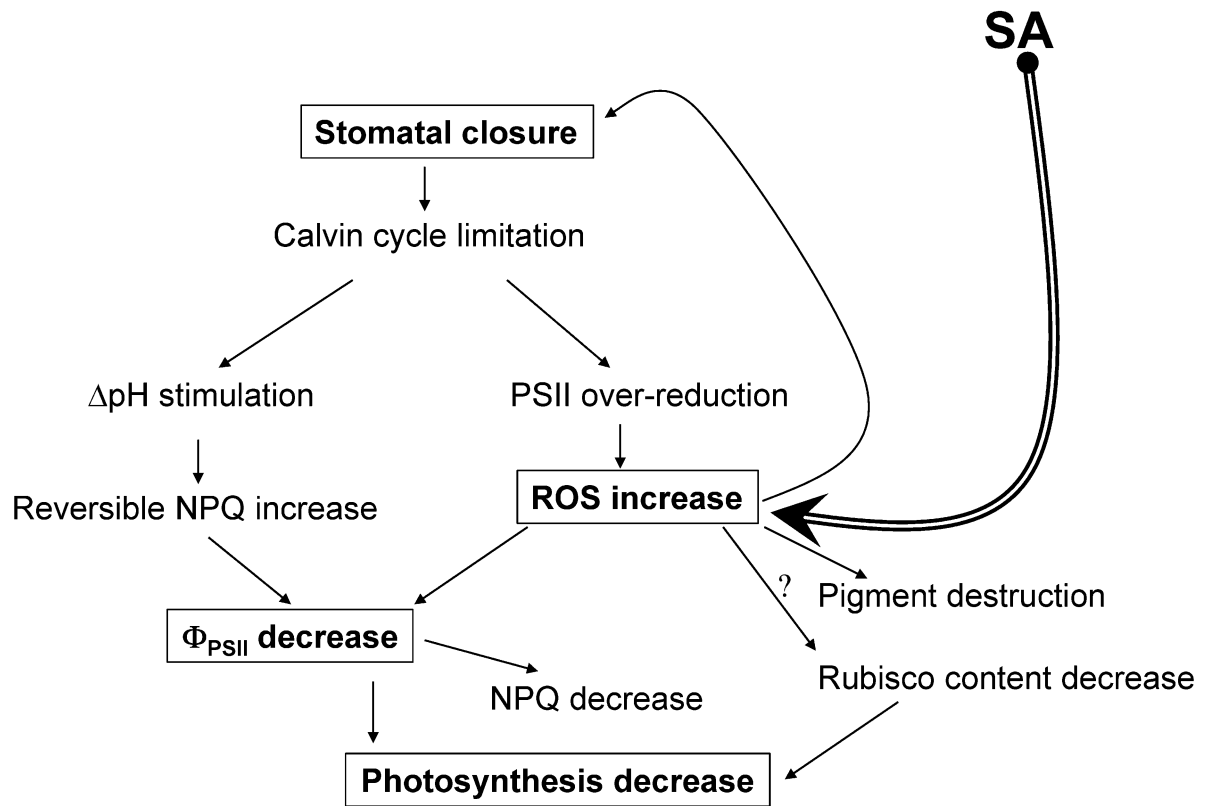 SA
Stomatal closure
Calvin cycle limitation
ΔpH stimulation
PSII over-reduction
Reversible NPQ increase
ROS increase
?
Pigment destruction
ΦPSII decrease
Rubisco content decrease
NPQ decrease
Photosynthesis decrease